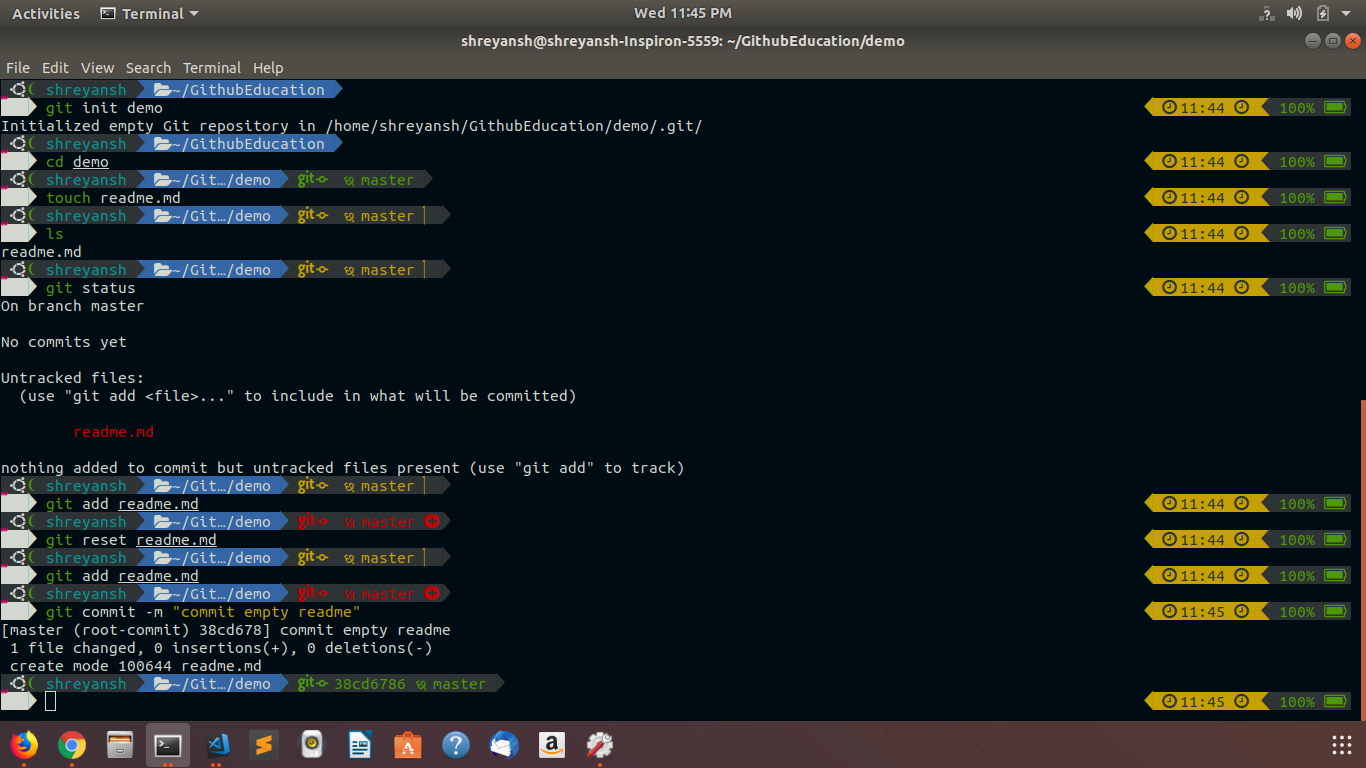 Activities Terminal Wed 11:45 PM
shreyansh@shreyansh-Inspiron-5559: ~/GithubEducation/demo
File Edit View Search Terminal Help
shreyansh ~/GithubEducation
git init demo 11:44 100%
Initialized empty Git repository in /home/shreyansh/GithubEducation/demo/.git/
shreyansh ~/GithubEducation
cd demo 11:44 100%
shreyansh ~/Git…/demo git master
touch readme.md 11:44 100%
shreyansh ~/Git…/demo git master
ls 11:44 100%
readme.md
shreyansh ~/Git…/demo git master
git status 11:44 100%
On branch master
No commits yet
Untracked files:
(use "git add <file>..." to include in what will be committed)
readme.md
nothing added to commit but untracked files present (use "git add" to track)
shreyansh ~/Git…/demo git master
git add readme.md 11:44 100%
shreyansh ~/Git…/demo git master
git reset readme.md 11:44 100%
shreyansh ~/Git…/demo git master
git add readme.md 11:44 100%
shreyansh ~/Git…/demo git master
git commit -m "commit empty readme" 11:45 100%
[master (root-commit) 38cd678] commit empty readme
1 file changed, 0 insertions(+), 0 deletions(-)
create mode 100644 readme.md
shreyansh ~/Git…/demo git 38cd6786 master
11:45 100%